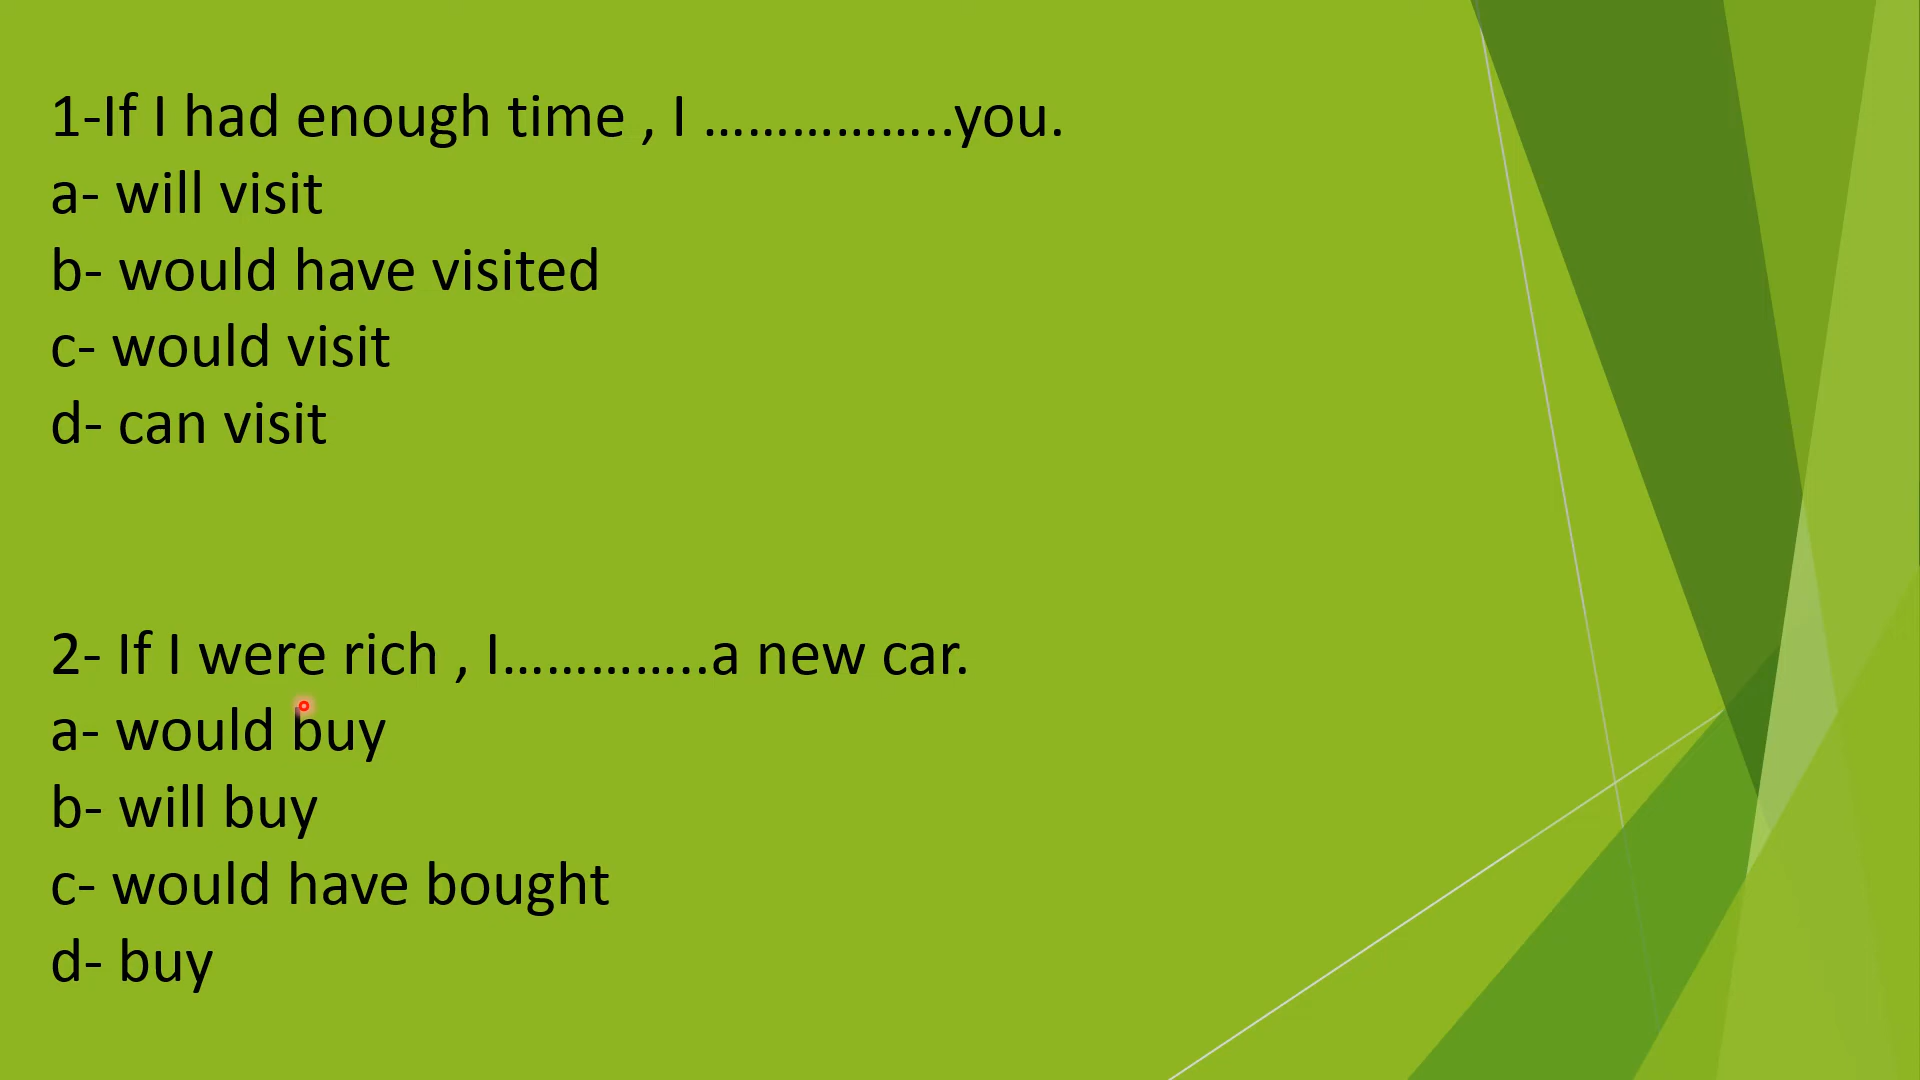 1-If I had enough time , I ……………..you.
a- will visit
b- would have visited
c- would visit
d- can visit
2- If I were rich , I…………..a new car.
a- would buy
b- will buy
c- would have bought
d- buy